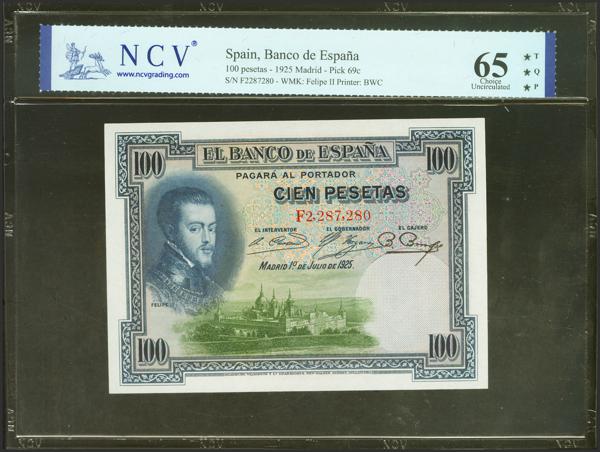 NCV®
www.ncvgrading.com
Spain, Banco de España
100 pesetas - 1925 Madrid - Pick 69c
S/N F2287280 - WMK: Felipe II Printer: BWC
65
Choice
Uncirculated
★ T
★ Q
★ P
100
EL BANCO DE ESPAÑA
100
PAGARÁ AL PORTADOR
CIEN PESETAS
F2,287,280
EL INTERVENTOR
EL GOBERNADOR
EL CAJERO
MADRID 1º DE JULIO DE 1925.
FELIPE II
100
100